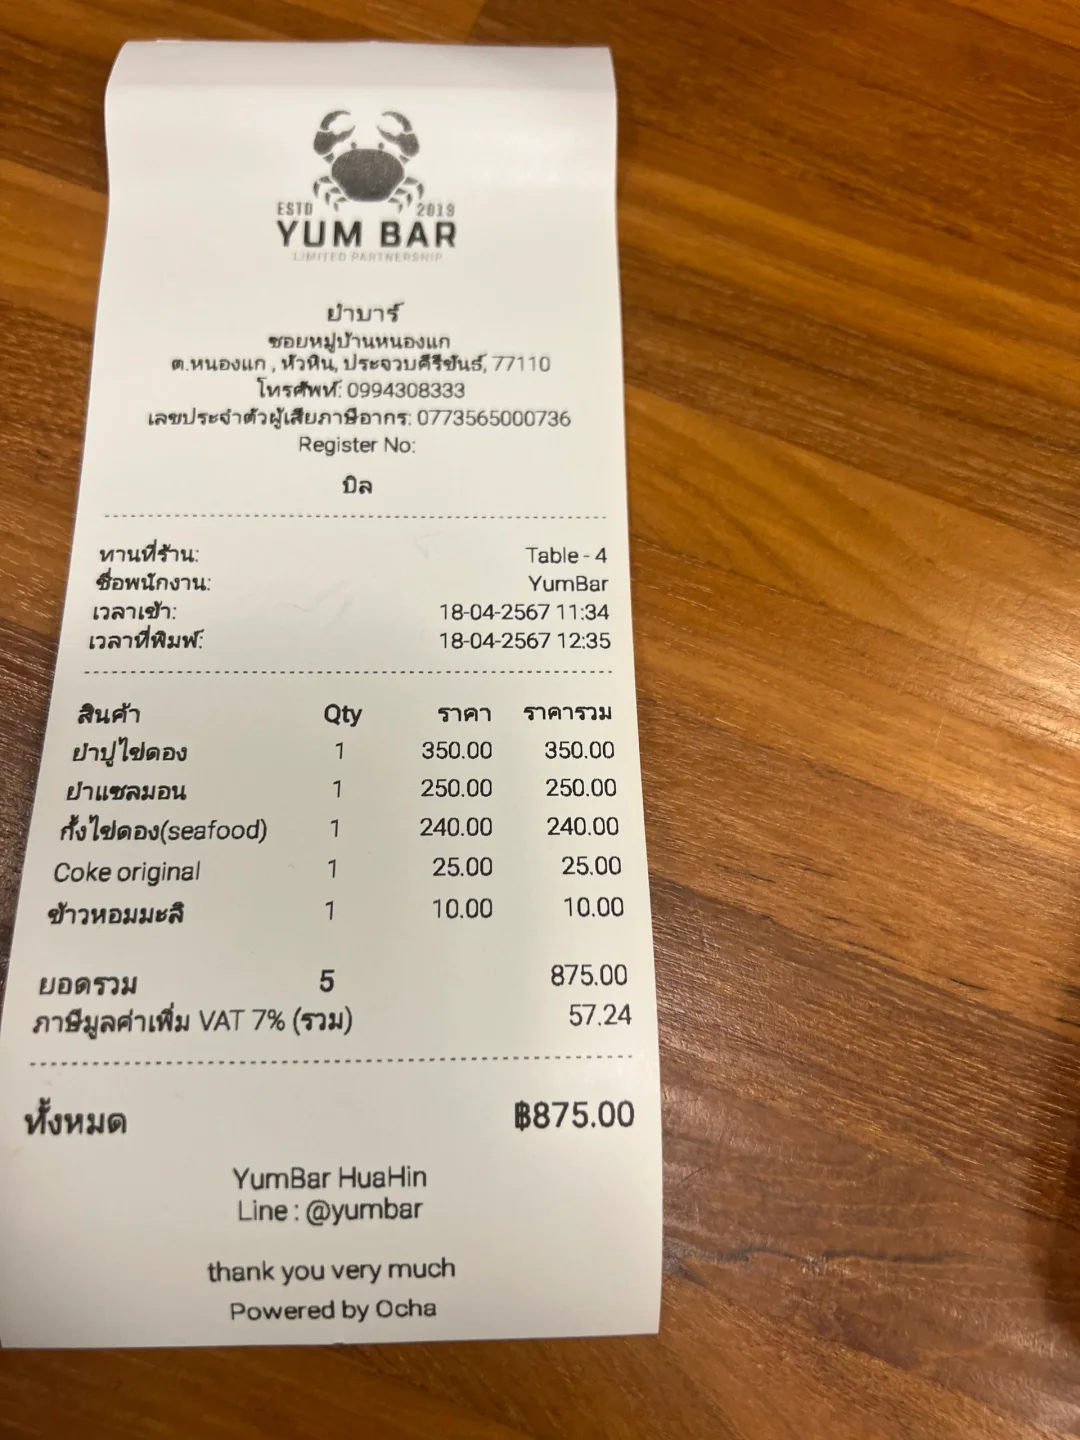 ESTD 2019
YUM BAR
LIMITED PARTNERSHIP
ยำบาร์
ซอยหมู่บ้านหนองแก
ต.หนองแก , หัวหิน, ประจวบคีรีขันธ์, 77110
โทรศัพท์: 0994308333
เลขประจำตัวผู้เสียภาษีอากร: 0773565000736
Register No:
บิล
ทานที่ร้าน: Table - 4
ชื่อพนักงาน: YumBar
เวลาเข้า: 18-04-2567 11:34
เวลาที่พิมพ์: 18-04-2567 12:35
สินค้า Qty ราคา ราคารวม
ยำปูไข่ดอง 1 350.00 350.00
ยำแซลมอน 1 250.00 250.00
กั้งไข่ดอง(seafood) 1 240.00 240.00
Coke original 1 25.00 25.00
ข้าวหอมมะลิ 1 10.00 10.00
ยอดรวม 5 875.00
ภาษีมูลค่าเพิ่ม VAT 7% (รวม) 57.24
ทั้งหมด ฿875.00
YumBar HuaHin
Line : @yumbar
thank you very much
Powered by Ocha